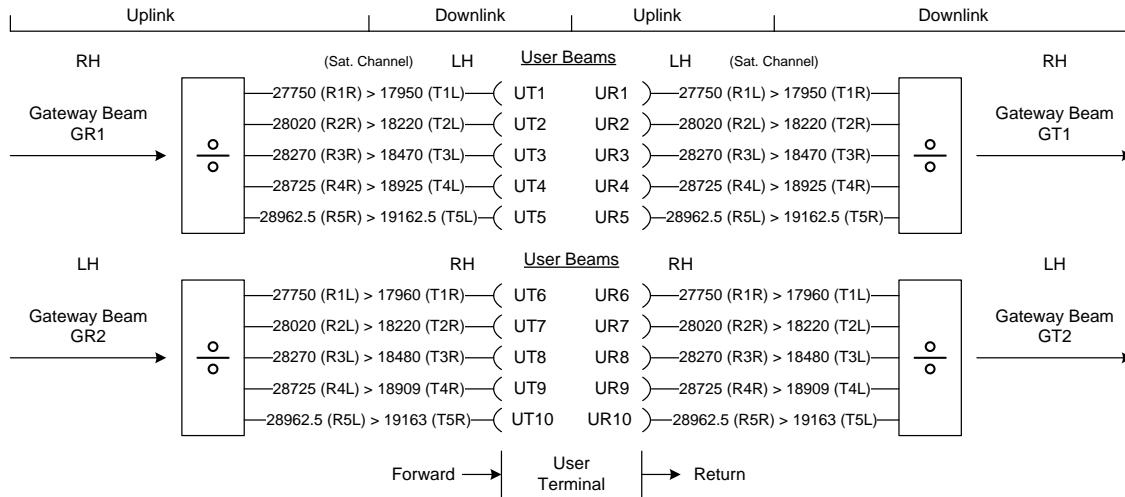 Uplink Downlink Uplink Downlink
RH (Sat. Channel) LH User Beams LH (Sat. Channel) RH
27750 (R1R) > 17950 (T1L) UT1 UR1 27750 (R1L) > 17950 (T1R)
Gateway Beam GR1
28020 (R2R) > 18220 (T2L) UT2 UR2 28020 (R2L) > 18220 (T2R)
Gateway Beam GT1
28270 (R3R) > 18470 (T3L) UT3 UR3 28270 (R3L) > 18470 (T3R)
28725 (R4R) > 18925 (T4L) UT4 UR4 28725 (R4L) > 18925 (T4R)
28962.5 (R5R) > 19162.5 (T5L) UT5 UR5 28962.5 (R5L) > 19162.5 (T5R)
LH RH User Beams RH LH
27750 (R1L) > 17960 (T1R) UT6 UR6 27750 (R1R) > 17960 (T1L)
Gateway Beam GR2
28020 (R2L) > 18220 (T2R) UT7 UR7 28020 (R2R) > 18220 (T2L)
Gateway Beam GT2
28270 (R3L) > 18480 (T3R) UT8 UR8 28270 (R3R) > 18480 (T3L)
28725 (R4L) > 18909 (T4R) UT9 UR9 28725 (R4R) > 18909 (T4L)
28962.5 (R5L) > 19163 (T5R) UT10 UR10 28962.5 (R5R) > 19163 (T5L)
Forward User Terminal Return